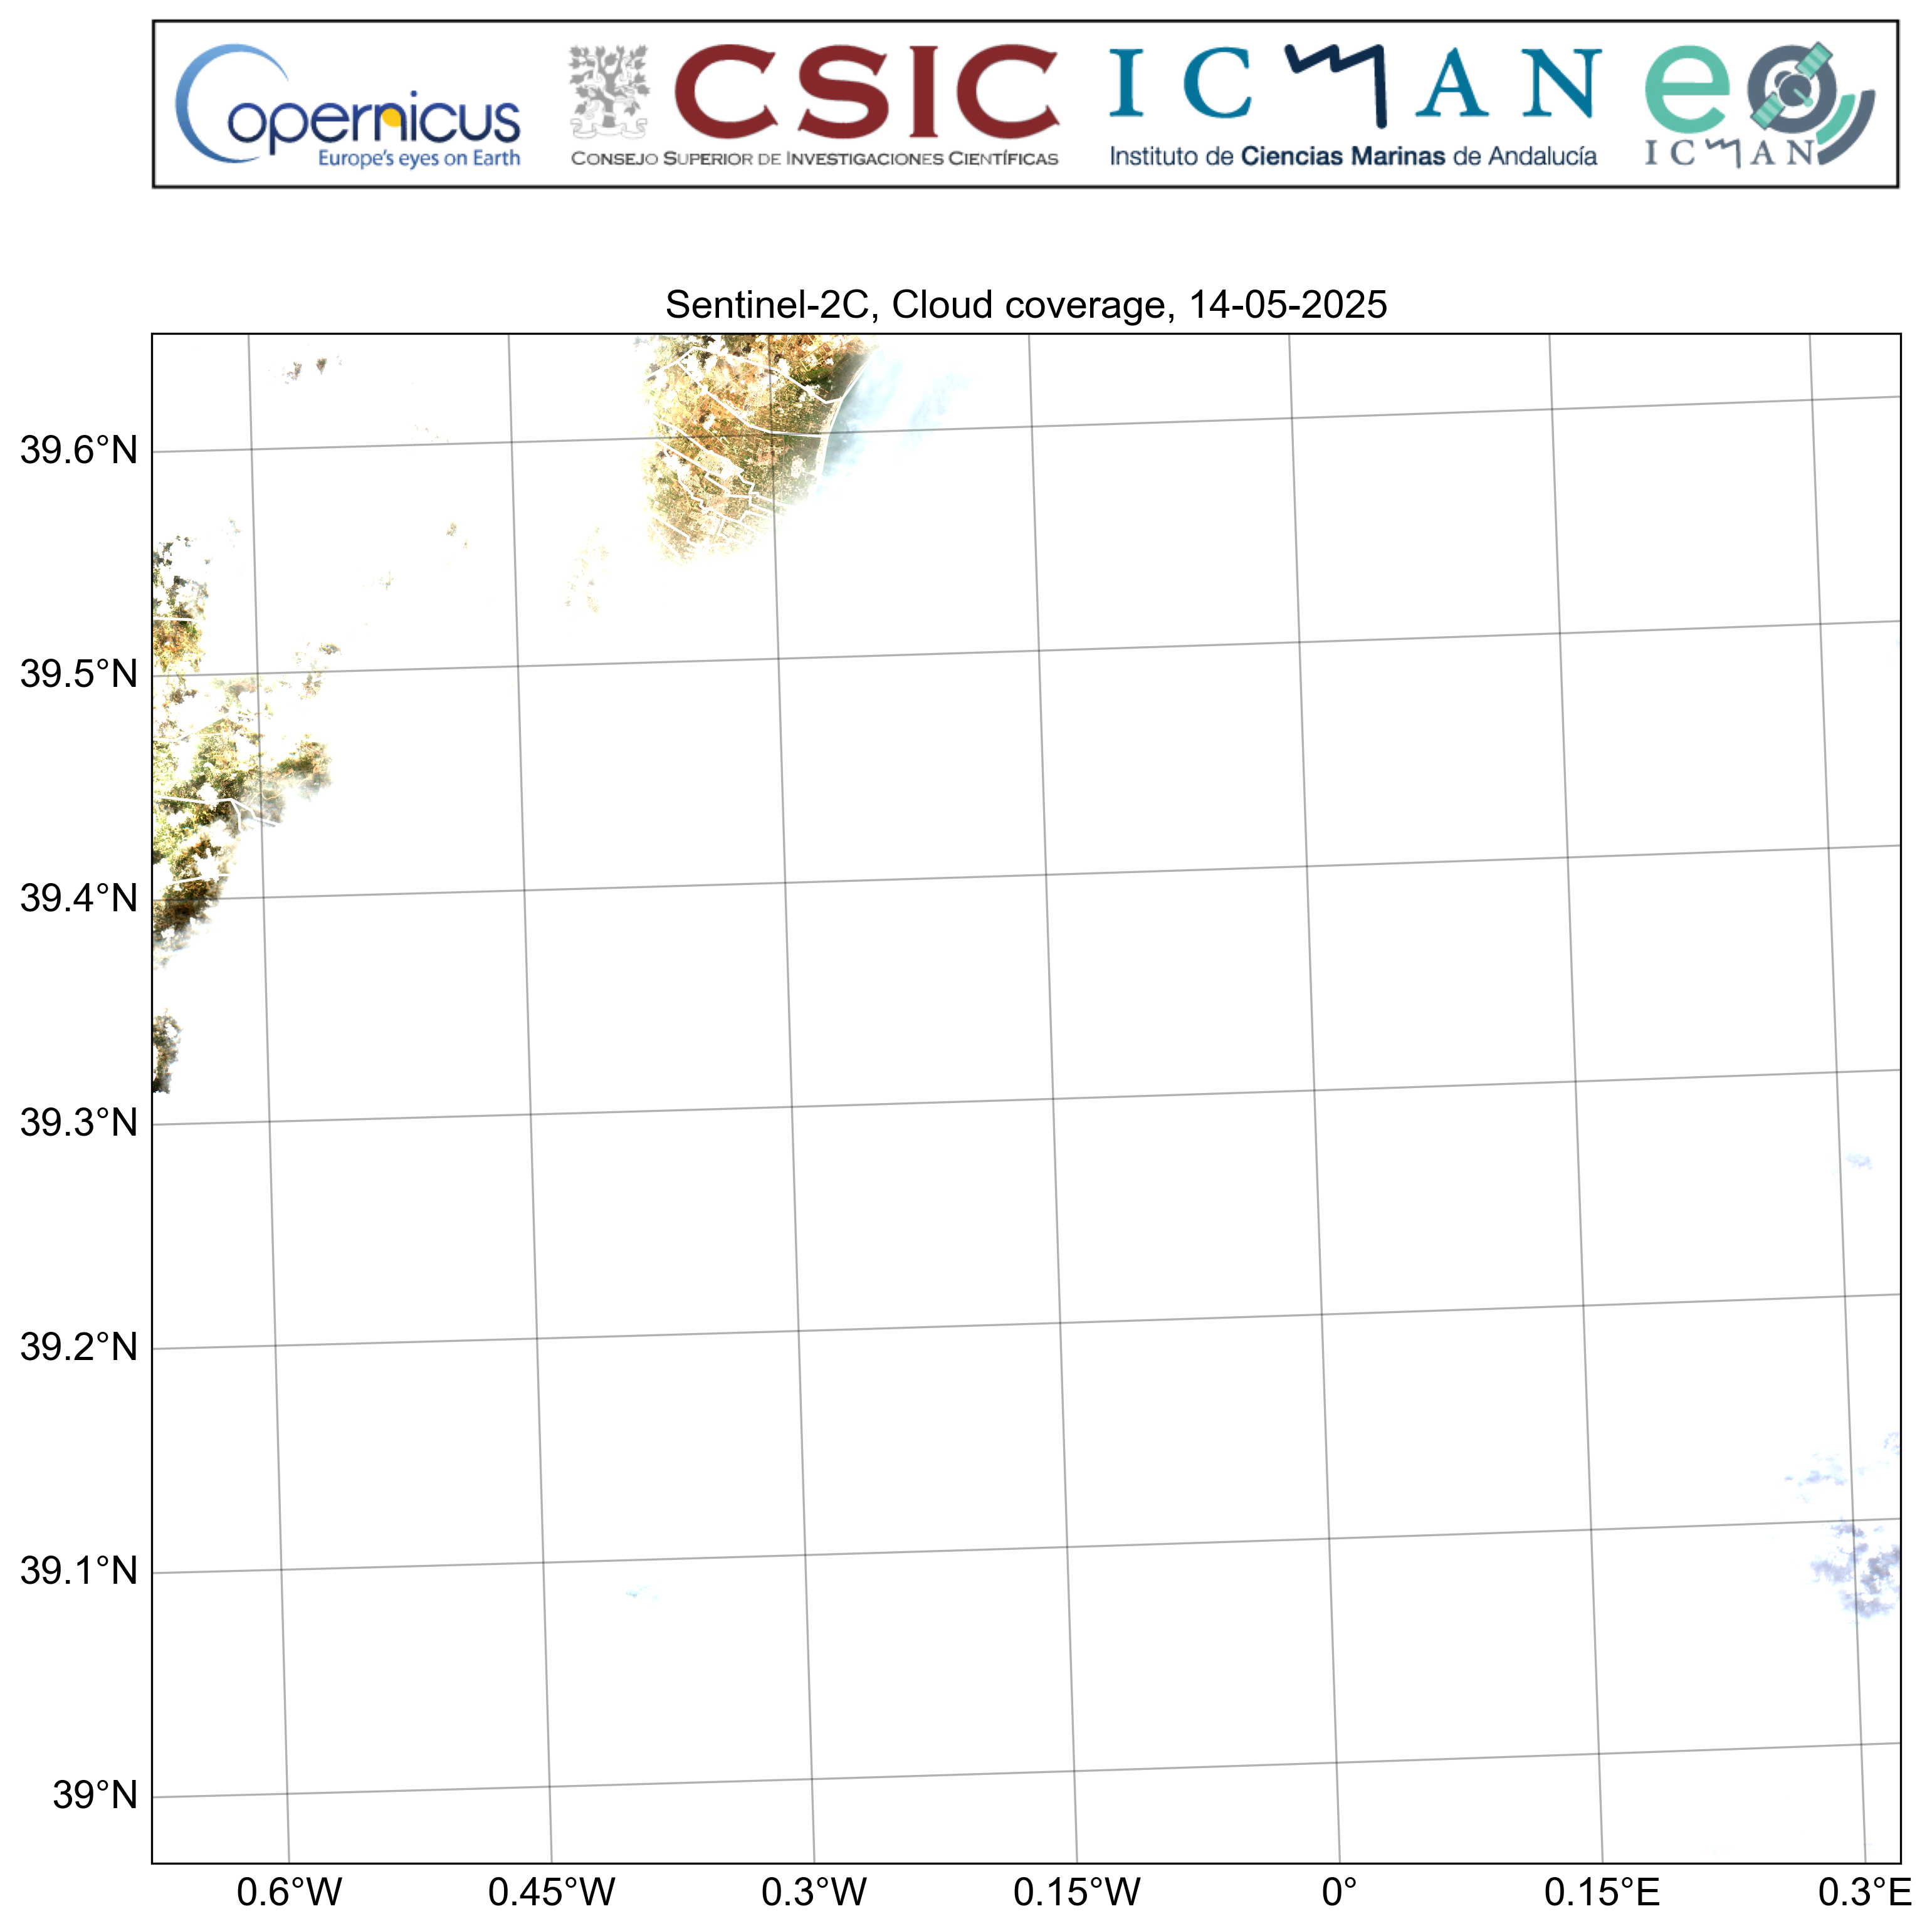 Copernicus
Europe's eyes on Earth
CSIC
CONSEJO SUPERIOR DE INVESTIGACIONES CIENTÍFICAS
ICMAN
Instituto de Ciencias Marinas de Andalucía
eo
ICMAN
Sentinel-2C, Cloud coverage, 14-05-2025
39.6°N
39.5°N
39.4°N
39.3°N
39.2°N
39.1°N
39°N
0.6°W 0.45°W 0.3°W 0.15°W 0° 0.15°E 0.3°E